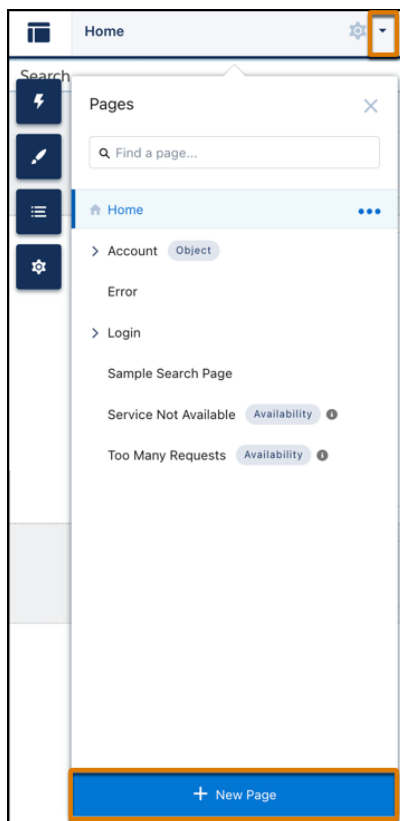 Home
Search
Pages
Find a page...
Home
Account Object
Error
Login
Sample Search Page
Service Not Available Availability
Too Many Requests Availability
+ New Page